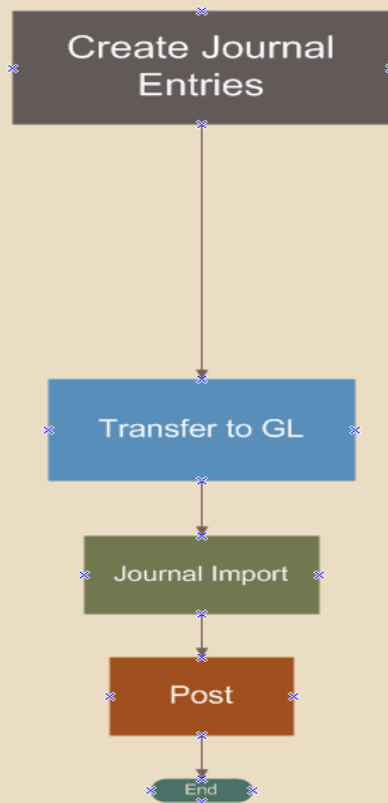 Create Journal
Entries
Transfer to GL
Journal Import
Post
End